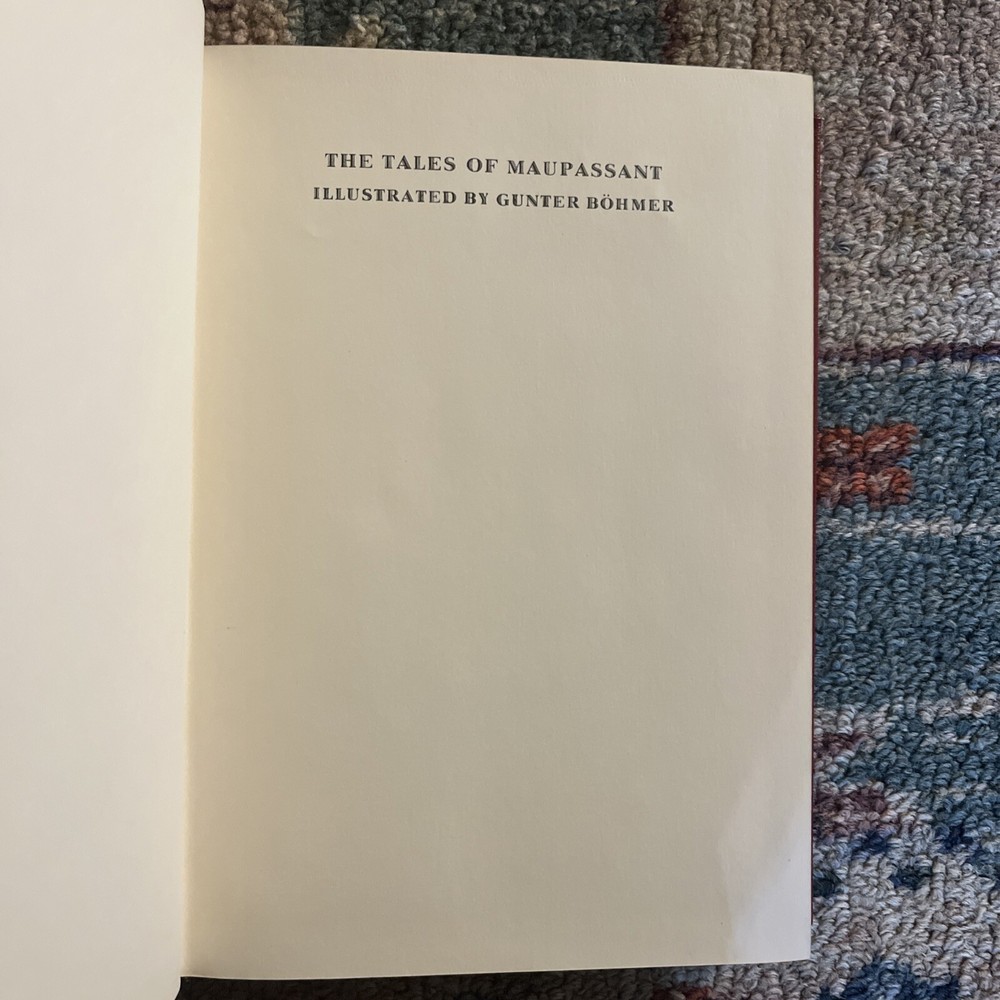 THE TALES OF MAUPASSANT
ILLUSTRATED BY GUNTER BÖHMER